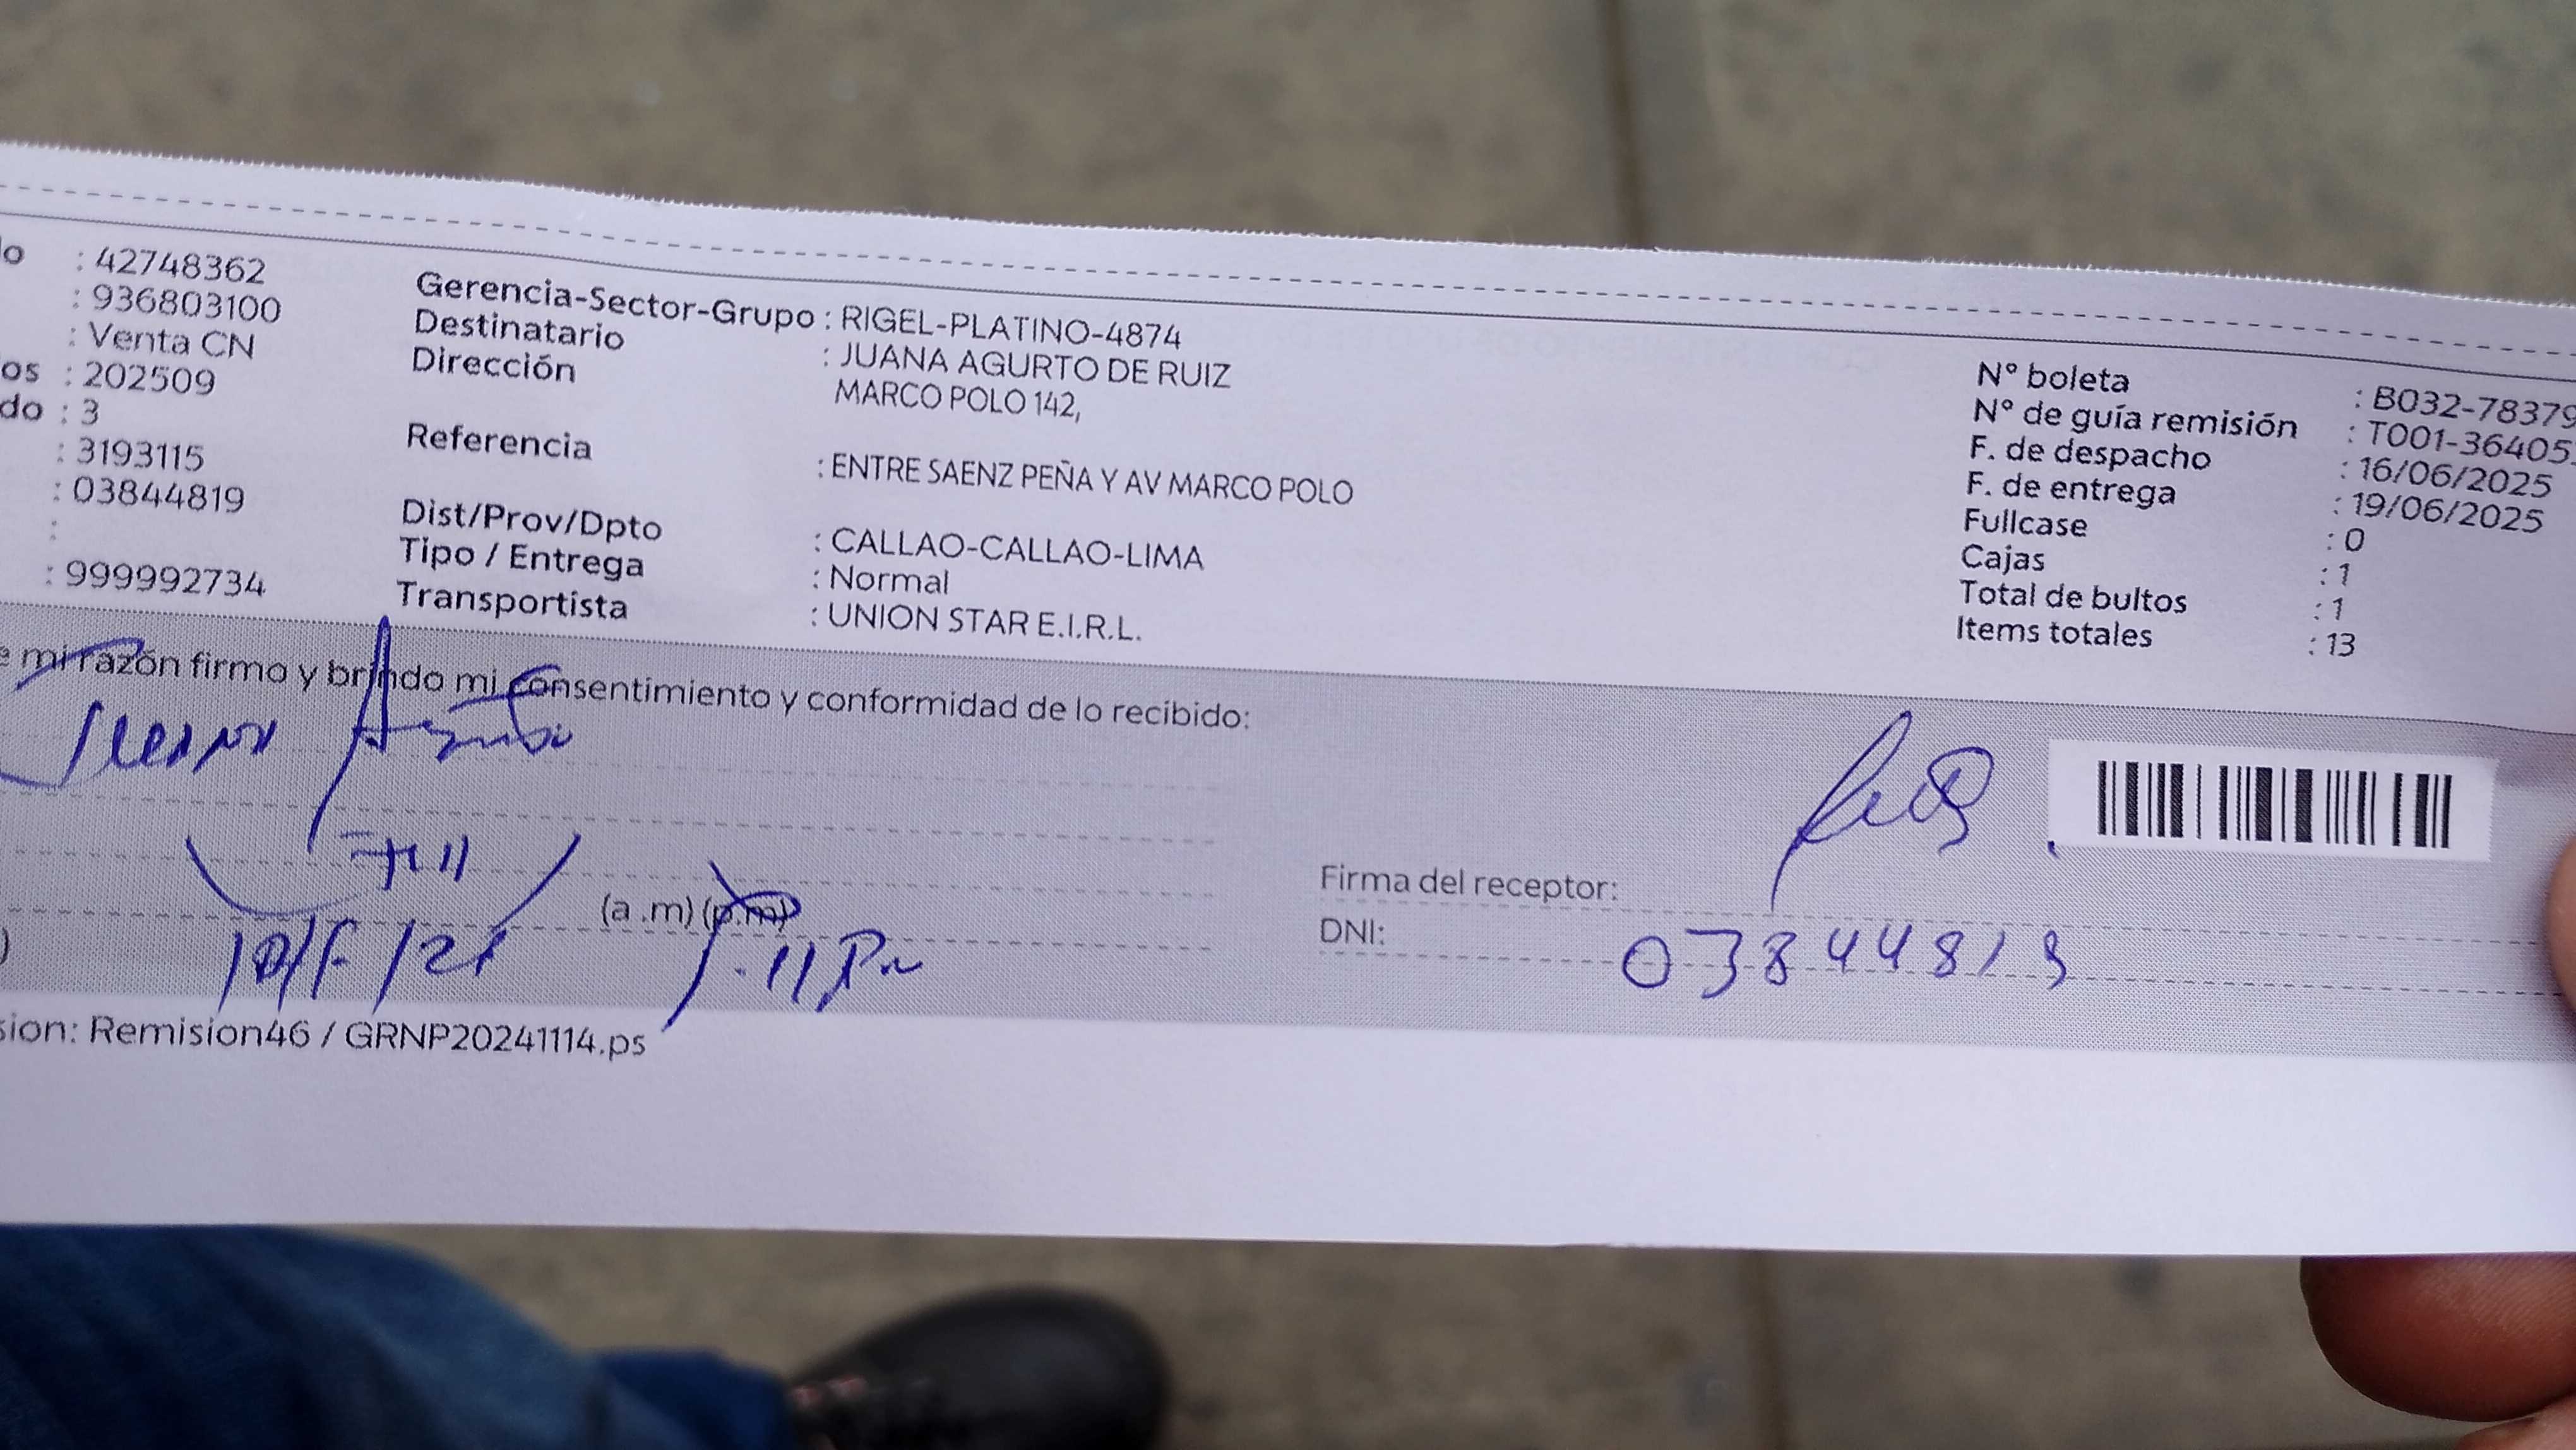 : 42748362
: 936803100
: Venta CN
os : 202509
do : 3
: 3193115
: 03844819
:
: 999992734
Gerencia-Sector-Grupo : RIGEL-PLATINO-4874
Destinatario : JUANA AGURTO DE RUIZ
Dirección MARCO POLO 142,
Referencia : ENTRE SAENZ PEÑA Y AV MARCO POLO
Dist/Prov/Dpto : CALLAO-CALLAO-LIMA
Tipo / Entrega : Normal
Transportista : UNION STAR E.I.R.L.
N° boleta : B032-78379
N° de guía remisión : T001-36405
F. de despacho : 16/06/2025
F. de entrega : 19/06/2025
Fullcase : 0
Cajas : 1
Total de bultos : 1
Items totales : 13
e mi razón firmo y brindo mi consentimiento y conformidad de lo recibido:
(a .m) (p.m)
Firma del receptor:
DNI: 03844819
sion: Remision46 / GRNP20241114.ps